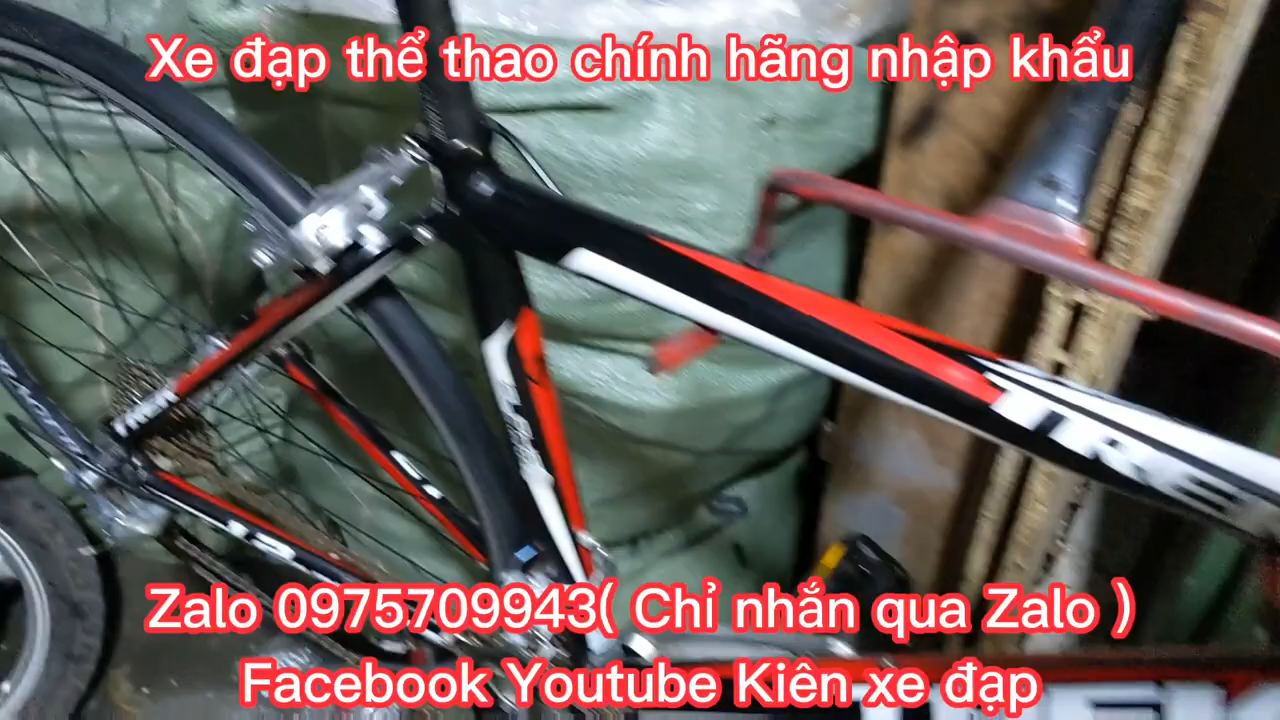 Xe đạp thể thao chính hãng nhập khẩu
TRE
Zalo 0975709943( Chỉ nhắn qua Zalo )
Facebook Youtube Kiên xe đạp